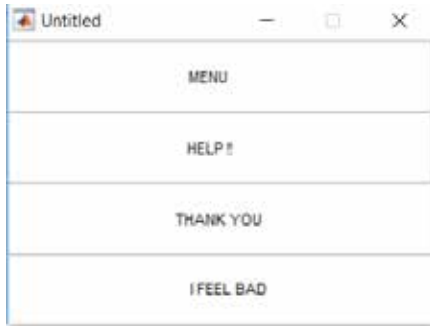 Untitled
MENU
HELP !!
THANK YOU
I FEEL BAD